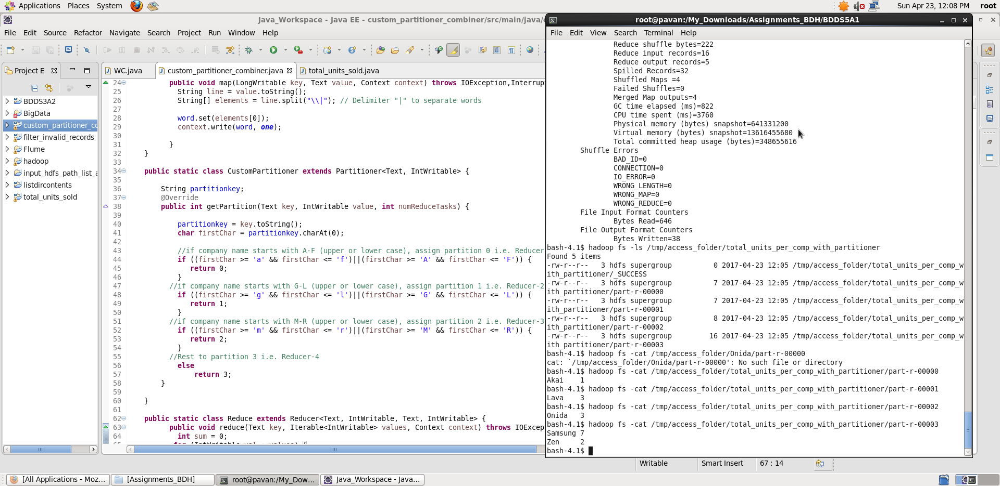 Applications Places System
Sun Apr 23, 12:08 PM root
Java_Workspace - Java EE - custom_partitioner_combiner/src/main/java/c
File Edit Source Refactor Navigate Search Project Run Window Help
Project E
BDDS3A2
BigData
custom_partitioner_co
filter_invalid_records
Flume
hadoop
input_hdfs_path_list_a
listdircontents
total_units_sold
WC.java custom_partitioner_combiner.java total_units_sold.java
24 public void map(LongWritable key, Text value, Context context) throws IOException,Interrup
25 String line = value.toString();
26 String[] elements = line.split("\\|"); // Delimiter "|" to separate words
27
28 word.set(elements[0]);
29 context.write(word, one);
30
31 }
32 }
33
34 public static class CustomPartitioner extends Partitioner<Text, IntWritable> {
35
36 String partitionkey;
37 @Override
38 public int getPartition(Text key, IntWritable value, int numReduceTasks) {
39
40 partitionkey = key.toString();
41 char firstChar = partitionkey.charAt(0);
42
43 //if company name starts with A-F (upper or lower case), assign partition 0 i.e. Reducer
44 if ((firstChar >= 'a' && firstChar <= 'f')||(firstChar >= 'A' && firstChar <= 'F')) {
45 return 0;
46 }
47 //if company name starts with G-L (upper or lower case), assign partition 1 i.e. Reducer-2
48 if ((firstChar >= 'g' && firstChar <= 'l')||(firstChar >= 'G' && firstChar <= 'L')) {
49 return 1;
50 }
51 //if company name starts with M-R (upper or lower case), assign partition 2 i.e. Reducer-3
52 if ((firstChar >= 'm' && firstChar <= 'r')||(firstChar >= 'M' && firstChar <= 'R')) {
53 return 2;
54 }
55 //Rest to partition 3 i.e. Reducer-4
56 else
57 return 3;
58 }
59
60 }
61
62 public static class Reduce extends Reducer<Text, IntWritable, Text, IntWritable> {
63 public void reduce(Text key, Iterable<IntWritable> values, Context context) throws IOExcep
64 int sum = 0;
root@pavan:/My_Downloads/Assignments_BDH/BDDS5A1
File Edit View Search Terminal Help
Reduce shuffle bytes=222
Reduce input records=16
Reduce output records=5
Spilled Records=32
Shuffled Maps =4
Failed Shuffles=0
Merged Map outputs=4
GC time elapsed (ms)=822
CPU time spent (ms)=3760
Physical memory (bytes) snapshot=641331200
Virtual memory (bytes) snapshot=13616455680
Total committed heap usage (bytes)=348655616
Shuffle Errors
BAD_ID=0
CONNECTION=0
IO_ERROR=0
WRONG_LENGTH=0
WRONG_MAP=0
WRONG_REDUCE=0
File Input Format Counters
Bytes Read=646
File Output Format Counters
Bytes Written=38
bash-4.1$ hadoop fs -ls /tmp/access_folder/total_units_per_comp_with_partitioner
Found 5 items
-rw-r--r-- 3 hdfs supergroup 0 2017-04-23 12:05 /tmp/access_folder/total_units_per_comp_w
ith_partitioner/_SUCCESS
-rw-r--r-- 3 hdfs supergroup 7 2017-04-23 12:05 /tmp/access_folder/total_units_per_comp_w
ith_partitioner/part-r-00000
-rw-r--r-- 3 hdfs supergroup 7 2017-04-23 12:05 /tmp/access_folder/total_units_per_comp_w
ith_partitioner/part-r-00001
-rw-r--r-- 3 hdfs supergroup 8 2017-04-23 12:05 /tmp/access_folder/total_units_per_comp_w
ith_partitioner/part-r-00002
-rw-r--r-- 3 hdfs supergroup 16 2017-04-23 12:05 /tmp/access_folder/total_units_per_comp_w
ith_partitioner/part-r-00003
bash-4.1$ hadoop fs -cat /tmp/access_folder/Onida/part-r-00000
cat: `/tmp/access_folder/Onida/part-r-00000': No such file or directory
bash-4.1$ hadoop fs -cat /tmp/access_folder/total_units_per_comp_with_partitioner/part-r-00000
Akai 1
bash-4.1$ hadoop fs -cat /tmp/access_folder/total_units_per_comp_with_partitioner/part-r-00001
Lava 3
bash-4.1$ hadoop fs -cat /tmp/access_folder/total_units_per_comp_with_partitioner/part-r-00002
Onida 3
bash-4.1$ hadoop fs -cat /tmp/access_folder/total_units_per_comp_with_partitioner/part-r-00003
Samsung 7
Zen 2
bash-4.1$
Writable Smart Insert 67 : 14
[All Applications - Moz... [Assignments_BDH] root@pavan:/My_Dow... Java_Workspace - Java...